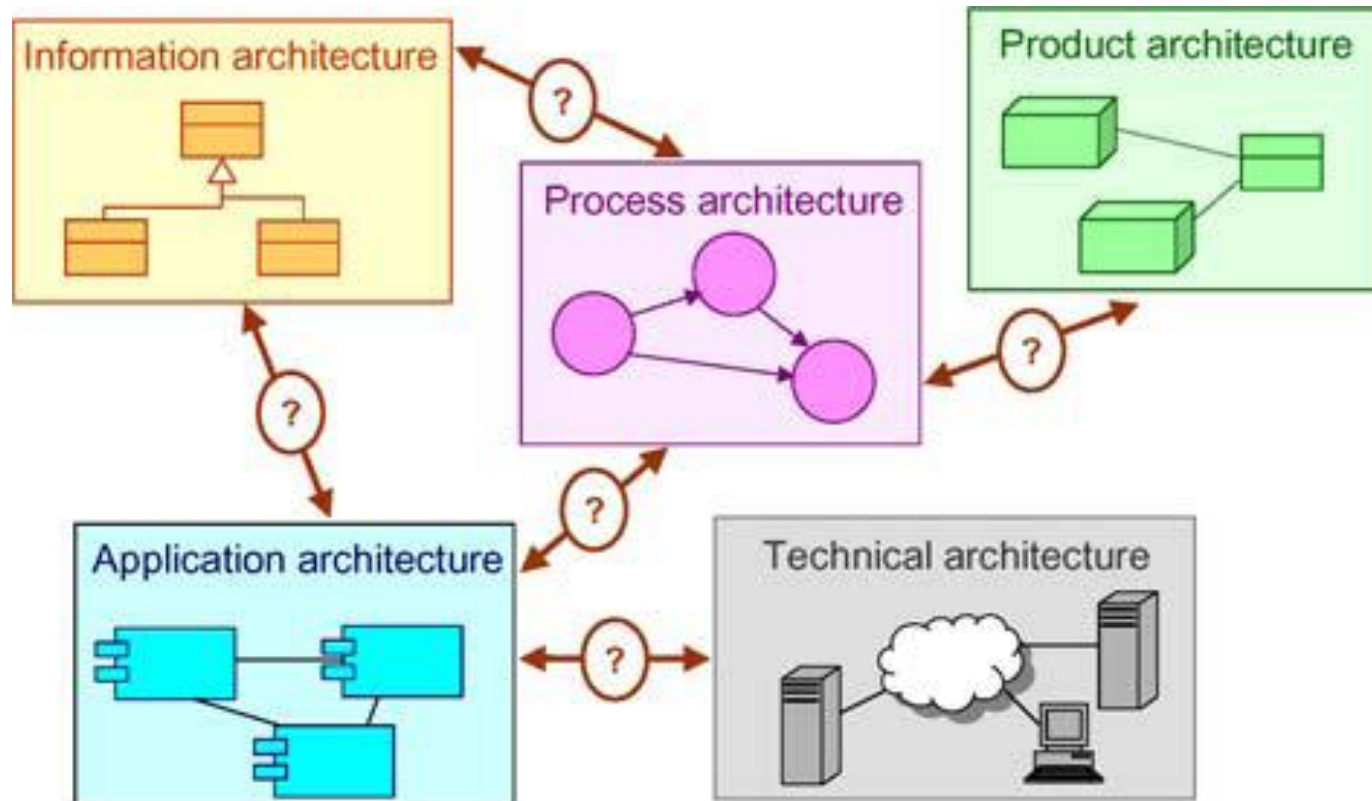 Information architecture
Product architecture
?
Process architecture
?
?
?
Application architecture
Technical architecture
?